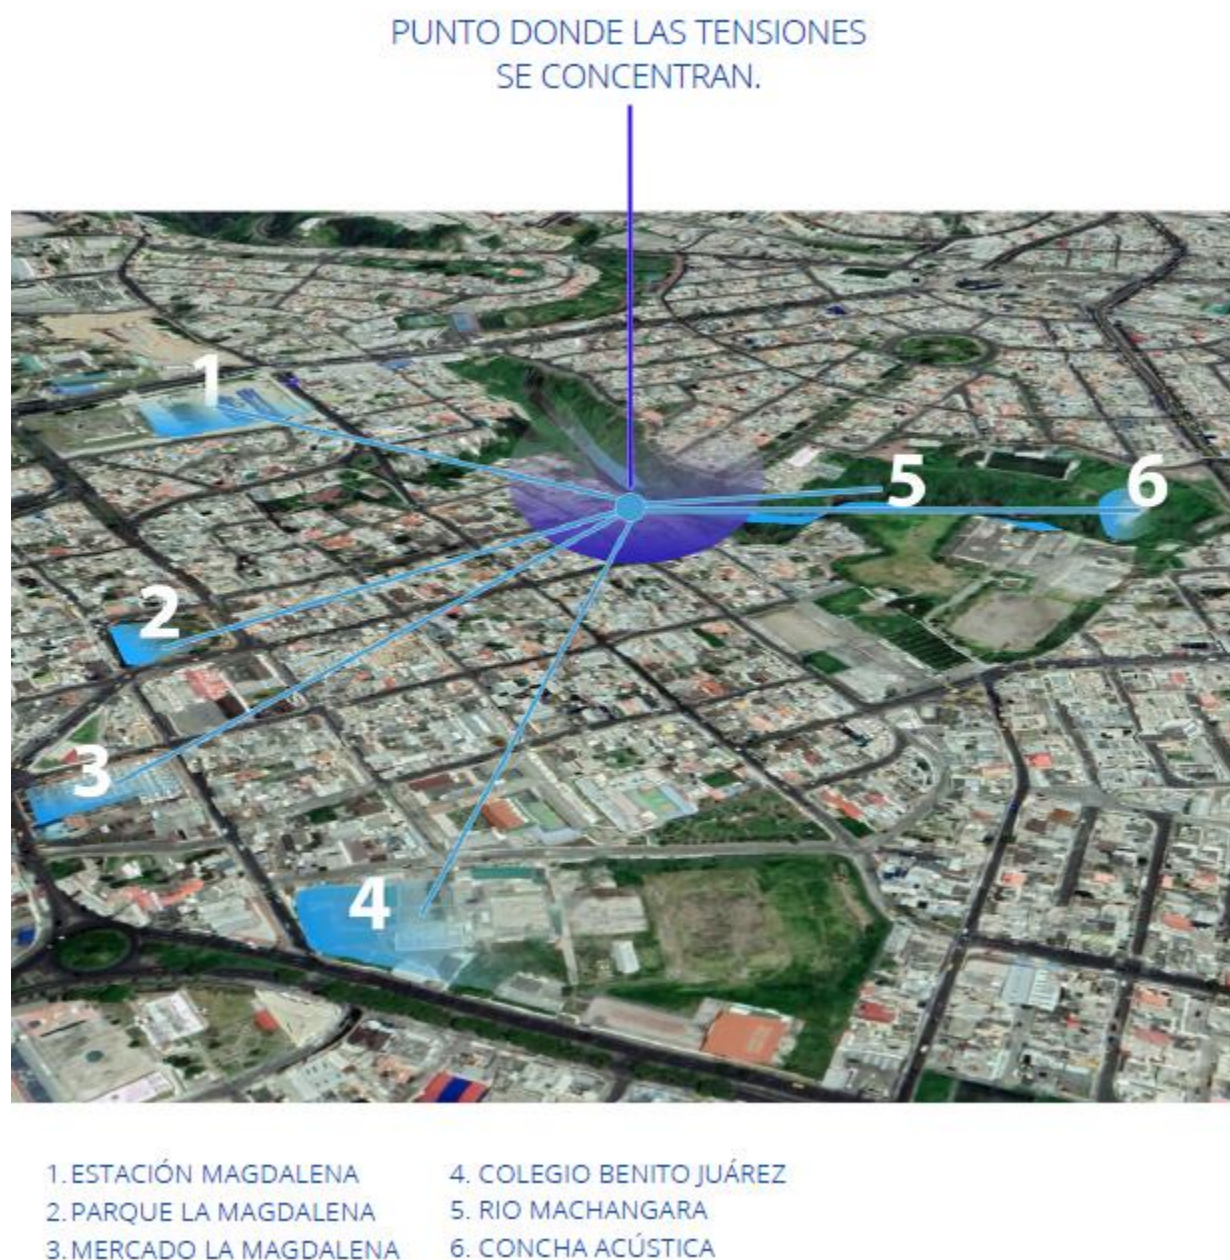 PUNTO DONDE LAS TENSIONES
SE CONCENTRAN.
1
2
3
4
5
6
1. ESTACIÓN MAGDALENA
2. PARQUE LA MAGDALENA
3. MERCADO LA MAGDALENA
4. COLEGIO BENITO JUÁREZ
5. RIO MACHANGARA
6. CONCHA ACÚSTICA